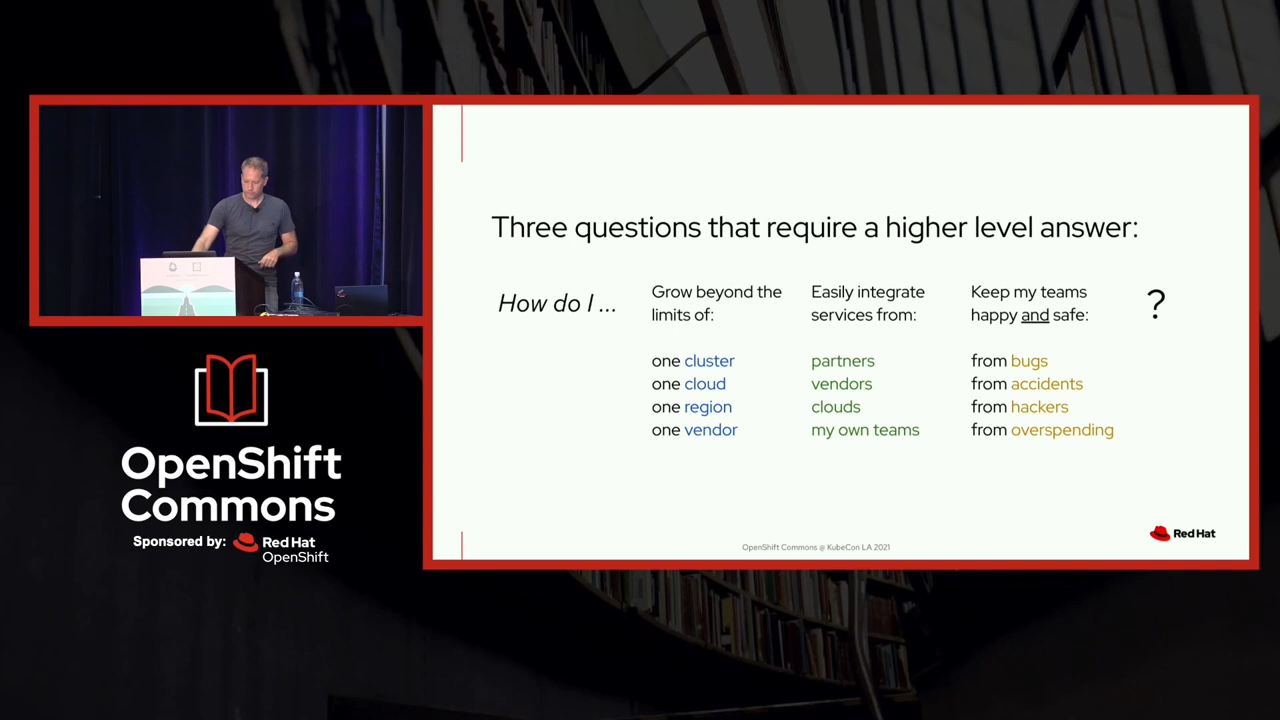 Three questions that require a higher level answer:
How do I ...
Grow beyond the
limits of:
one cluster
one cloud
one region
one vendor
Easily integrate
services from:
partners
vendors
clouds
my own teams
Keep my teams
happy and safe:
from bugs
from accidents
from hackers
from overspending
?
Red Hat
OpenShift Commons @ KubeCon LA 2021
OpenShift
Commons
Sponsored by:
Red Hat
OpenShift